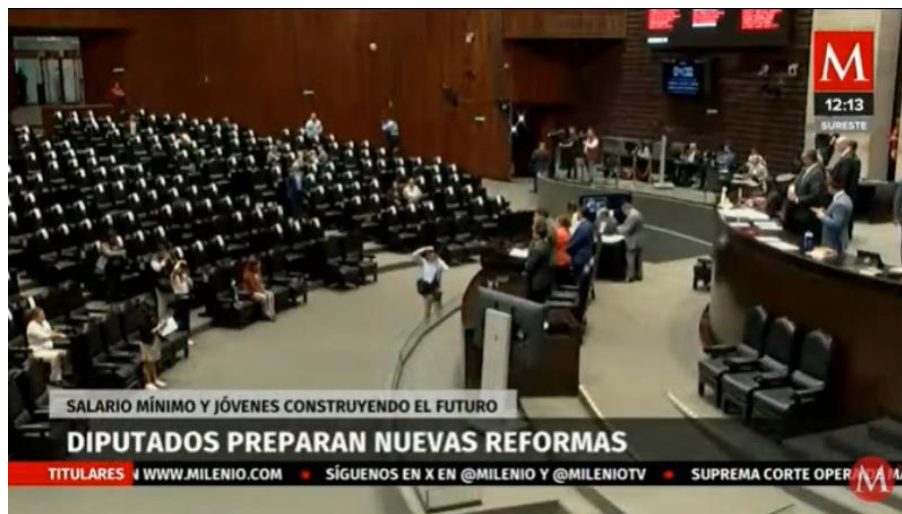 M
12:13
SURESTE
SALARIO MÍNIMO Y JÓVENES CONSTRUYENDO EL FUTURO
DIPUTADOS PREPARAN NUEVAS REFORMAS
TITULARES N WWW.MILENIO.COM • SÍGUENOS EN X EN @MILENIO Y @MILENIOTV • SUPREMA CORTE OPER
M